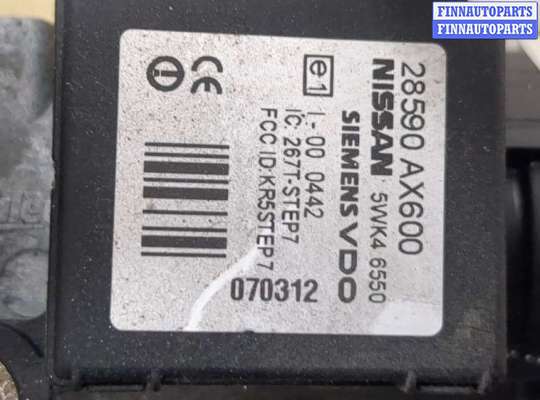 FINNAUTOPARTS
FINNAUTOPARTS
28590 AX600
NISSAN 5WK4 6550
SIEMENS VDO
e1 I.- 00 0442
IC: 267T-STEP7
FCC ID:KR5STEP7
CE
070312